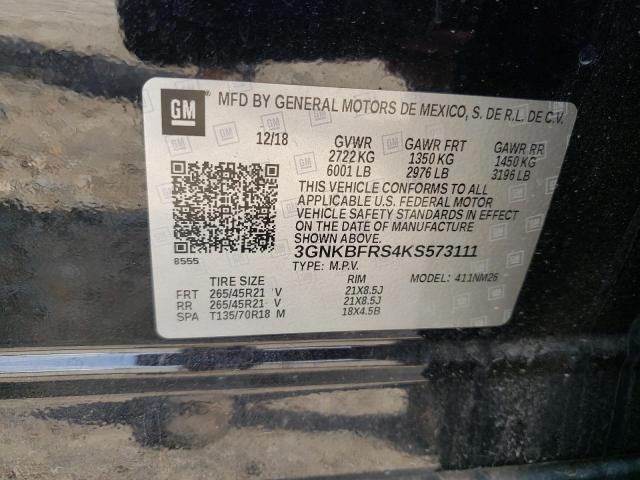 GM
MFD BY GENERAL MOTORS DE MEXICO, S. DE R.L. DE C.V.
12/18 GVWR GAWR FRT GAWR RR
2722 KG 1350 KG 1450 KG
6001 LB 2976 LB 3196 LB
THIS VEHICLE CONFORMS TO ALL
APPLICABLE U.S. FEDERAL MOTOR
VEHICLE SAFETY STANDARDS IN EFFECT
ON THE DATE OF MANUFACTURE
SHOWN ABOVE.
8555
3GNKBFRS4KS573111
TYPE: M.P.V. MODEL: 411NM26
TIRE SIZE RIM
FRT 265/45R21 V 21X8.5J
RR 265/45R21 V 21X8.5J
SPA T135/70R18 M 18X4.5B